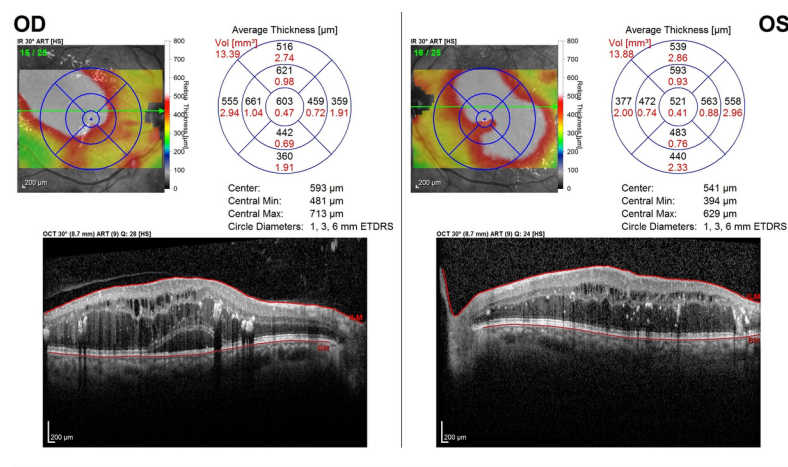 OD
IR 30° ART [HS]
16 / 25
800
700
600
500
400
300
200
100
0
Retina Thickness [µm]
200 µm
Average Thickness [µm]
Vol [mm³]
13.39
516
2.74
621
0.98
555 661 603 459 359
2.94 1.04 0.47 0.72 1.91
442
0.69
360
1.91
Center: 593 µm
Central Min: 481 µm
Central Max: 713 µm
Circle Diameters: 1, 3, 6 mm ETDRS
OCT 30° (8.7 mm) ART (9) Q: 28 [HS]
ILM
BM
200 µm
OS
IR 30° ART [HS]
16 / 25
800
700
600
500
400
300
200
100
0
Retina Thickness [µm]
200 µm
Average Thickness [µm]
Vol [mm³]
13.88
539
2.86
593
0.93
377 472 521 563 558
2.00 0.74 0.41 0.88 2.96
483
0.76
440
2.33
Center: 541 µm
Central Min: 394 µm
Central Max: 629 µm
Circle Diameters: 1, 3, 6 mm ETDRS
OCT 30° (8.7 mm) ART (9) Q: 24 [HS]
ILM
BM
200 µm